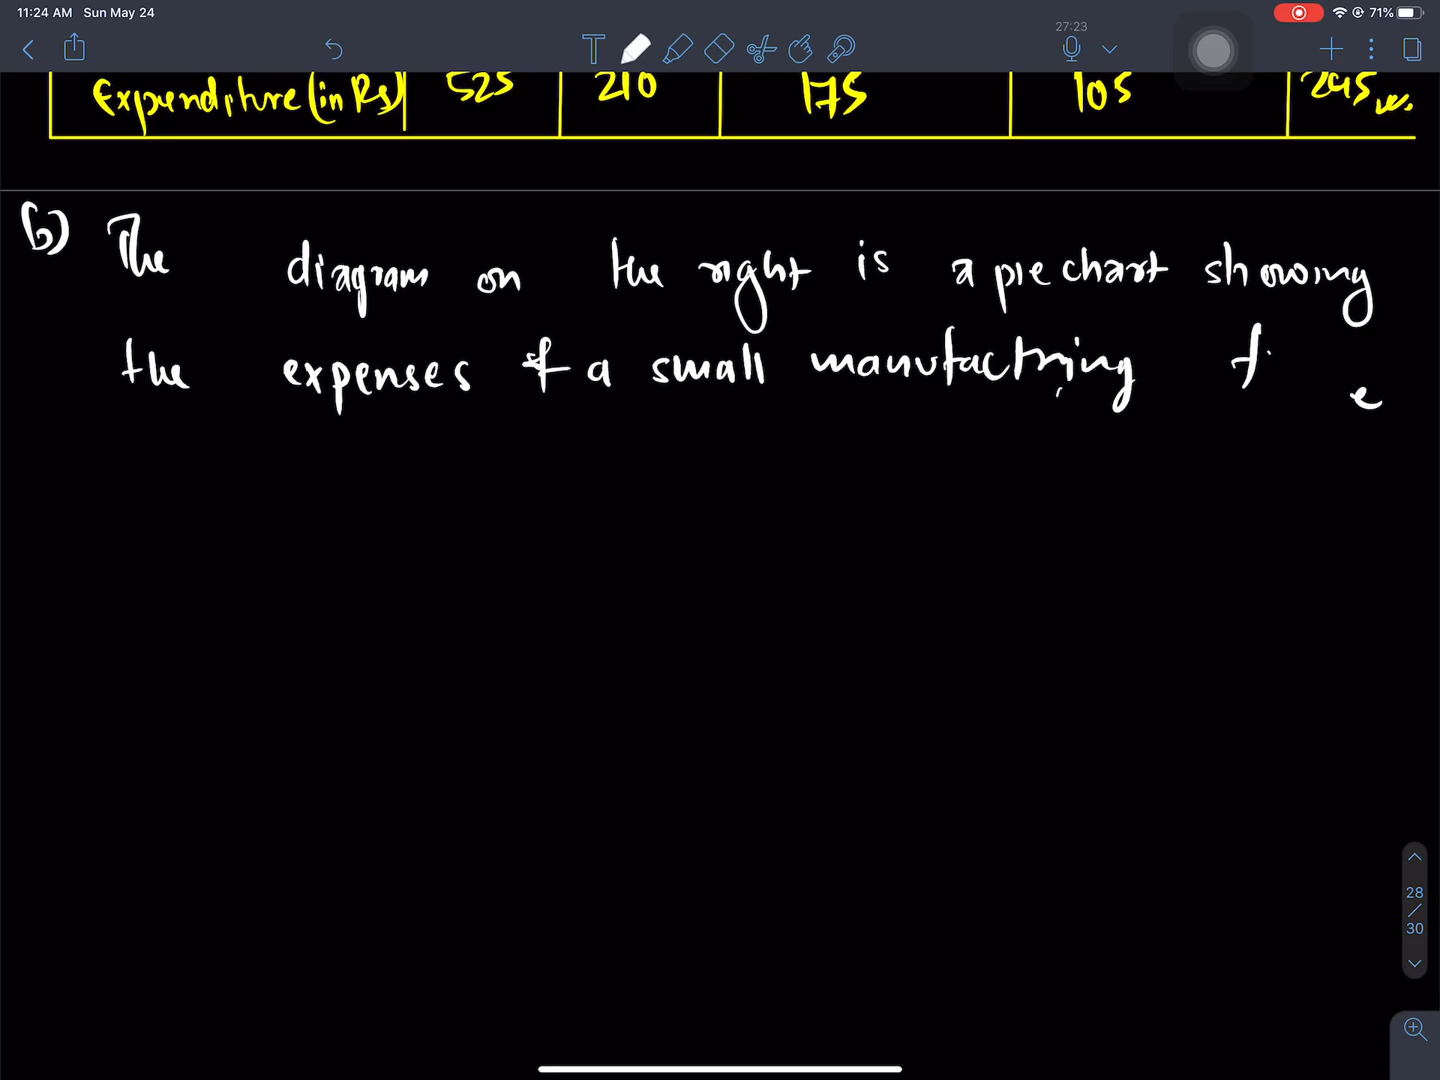 11:24 AM Sun May 24
71%
27:23
T
Expenditure (in Rs) 525 210 175 105 245
b) The diagram on the right is a pie chart showing
the expenses of a small manufactring f e
28
/
30